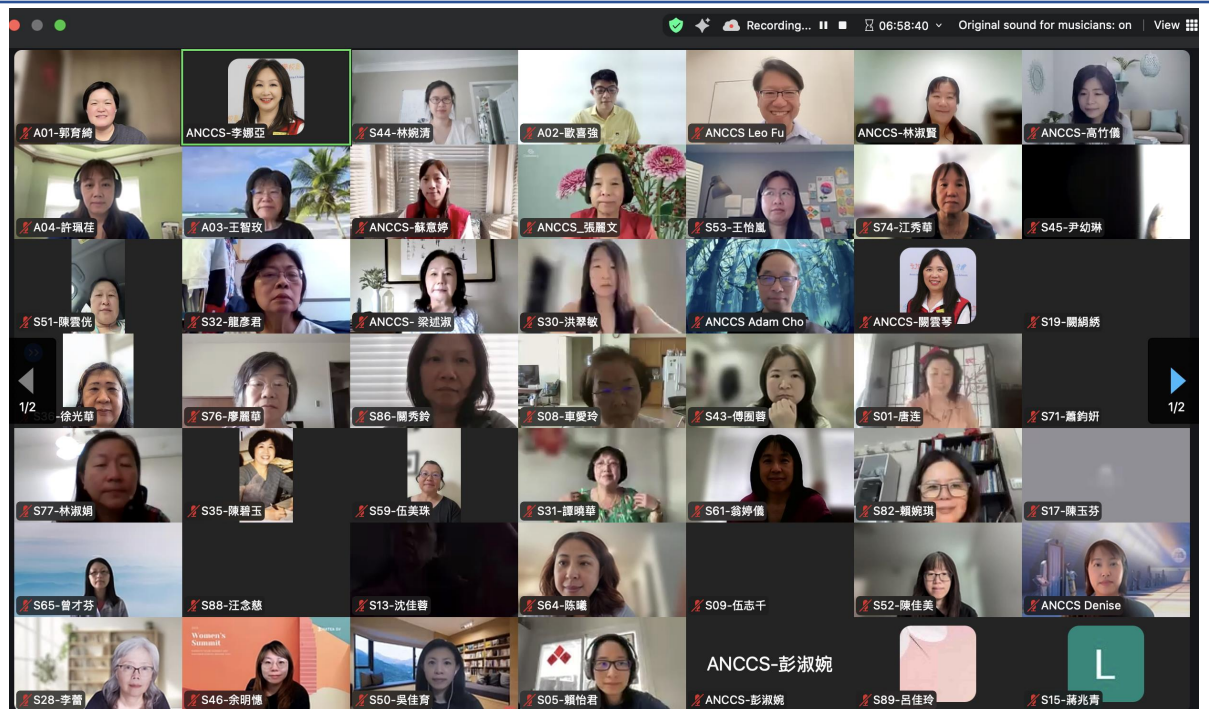 Recording...
06:58:40
Original sound for musicians: on
View
A01-郭育綺
ANCCS-李娜亞
S44-林婉清
A02-歐喜強
ANCCS Leo Fu
ANCCS-林淑賢
ANCCS-高竹儀
A04-許珮荏
A03-王智玫
ANCCS-蘇意婷
ANCCS_張麗文
S53-王怡嵐
S74-江秀華
S45-尹幼琳
S51-陳雲侊
S32-龍彥君
ANCCS- 梁述淑
S30-洪翠敏
ANCCS Adam Cho
ANCCS-關雲琴
S19-關絹綉
1/2
S36-徐光華
S76-廖麗華
S86-關秀鈴
S08-車愛玲
S43-傅囿蓉
S01-唐连
S71-蕭鈞妍
1/2
S77-林淑娟
S35-陳碧玉
S59-伍美珠
S31-譚曉華
S61-翁婷儀
S82-賴婉琪
S17-陳玉芬
S65-曾才芬
S88-汪念慈
S13-沈佳蓉
S64-陈曦
S09-伍志千
S52-陳佳美
ANCCS Denise
Women's
Summit
ANCCS-彭淑婉
L
S28-李蕾
S46-余明憓
S50-吳佳育
S05-賴怡君
ANCCS-彭淑婉
S89-呂佳玲
S15-蔣兆青